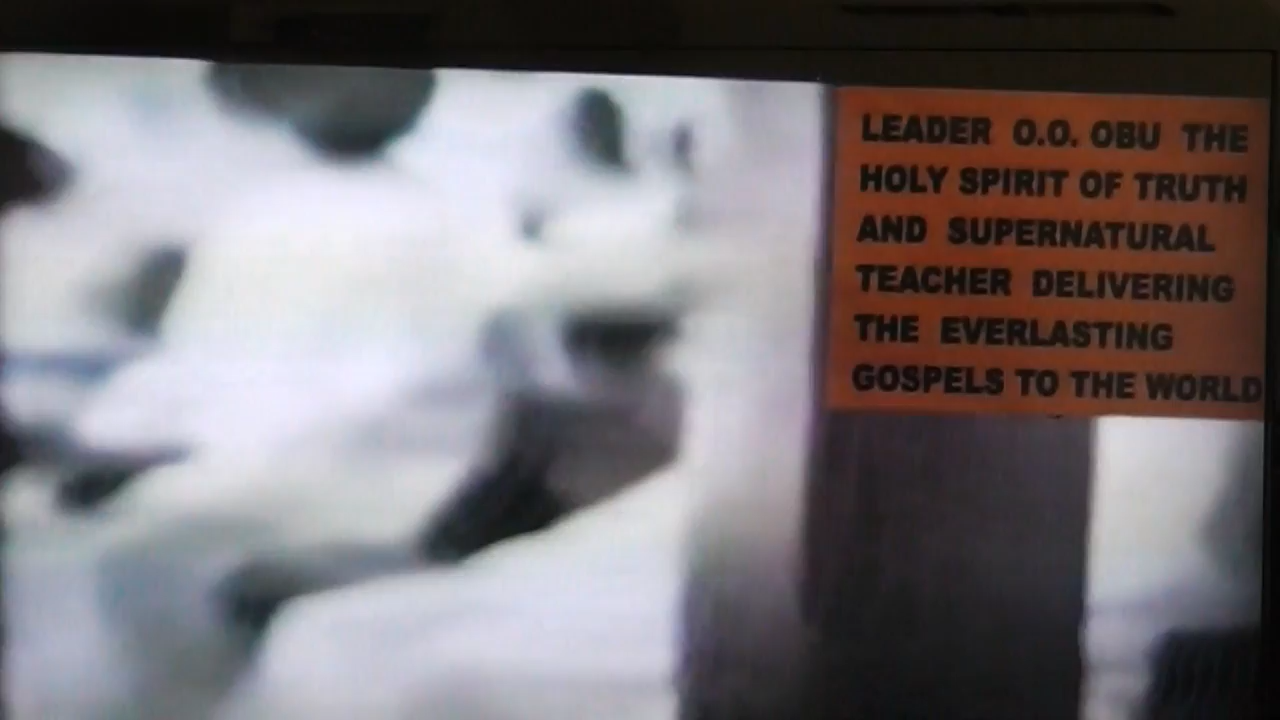 LEADER O.O. OBU THE
HOLY SPIRIT OF TRUTH
AND SUPERNATURAL
TEACHER DELIVERING
THE EVERLASTING
GOSPELS TO THE WORLD